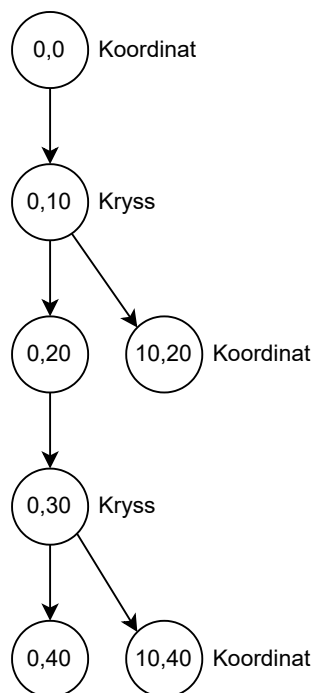 0,0 Koordinat
0,10 Kryss
0,20 10,20 Koordinat
0,30 Kryss
0,40 10,40 Koordinat